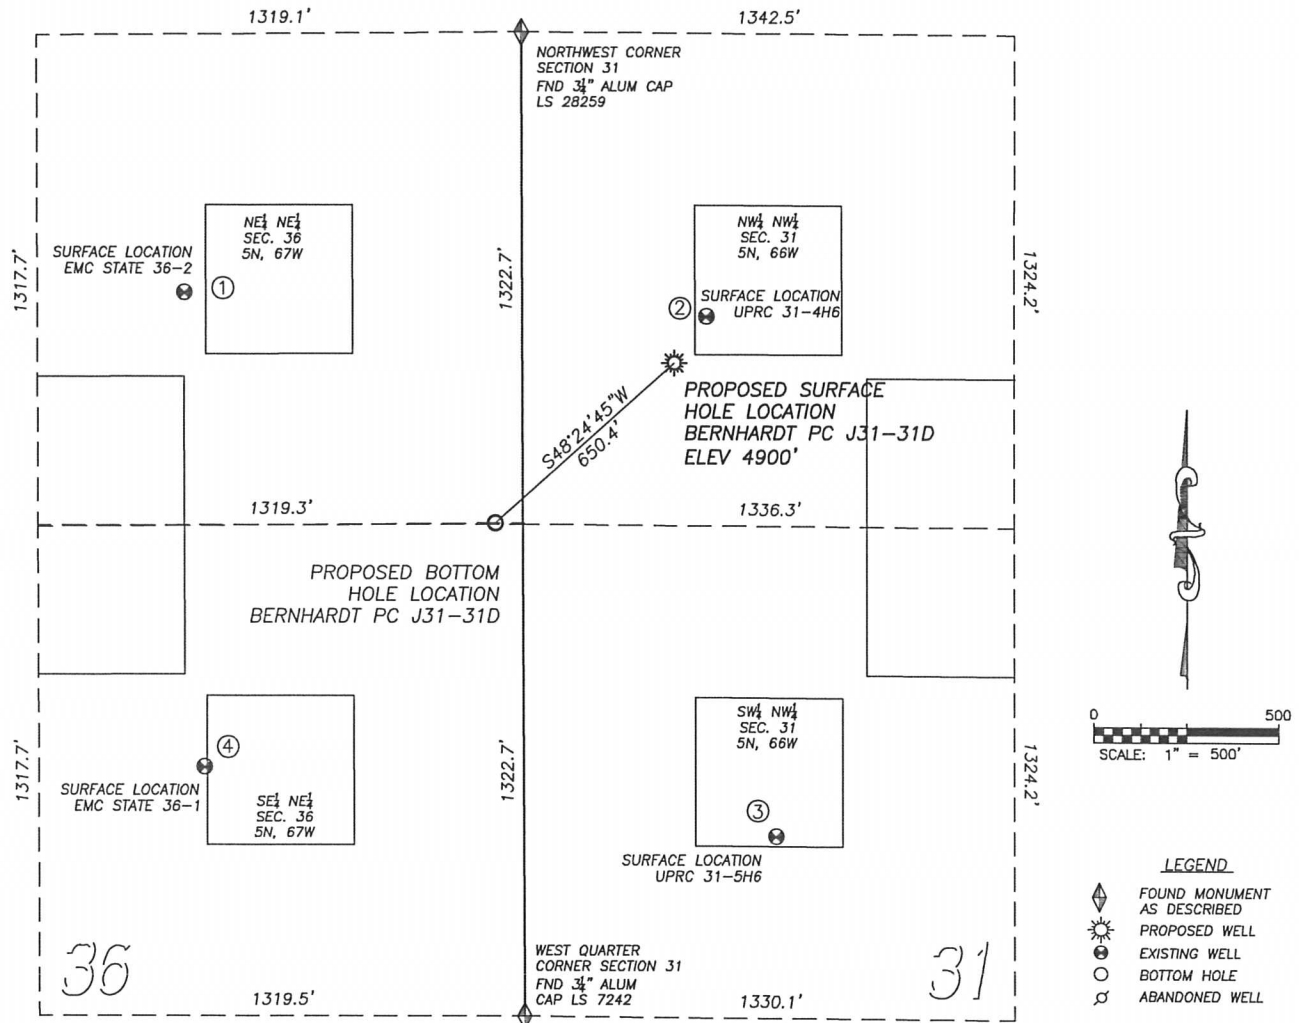 1319.1'
1342.5'
NORTHWEST CORNER
SECTION 31
FND 3¼" ALUM CAP
LS 28259
1317.7'
SURFACE LOCATION
EMC STATE 36-2
①
NE¼ NE¼
SEC. 36
5N, 67W
1322.7'
NW¼ NW¼
SEC. 31
5N, 66W
②
SURFACE LOCATION
UPRC 31-4H6
1324.2'
PROPOSED SURFACE
HOLE LOCATION
BERNHARDT PC J31-31D
ELEV 4900'
S48°24'45"W
650.4'
1319.3'
1336.3'
PROPOSED BOTTOM
HOLE LOCATION
BERNHARDT PC J31-31D
1317.7'
④
SURFACE LOCATION
EMC STATE 36-1
SE¼ NE¼
SEC. 36
5N, 67W
1322.7'
SW¼ NW¼
SEC. 31
5N, 66W
③
SURFACE LOCATION
UPRC 31-5H6
1324.2'
0 500
SCALE: 1" = 500'
LEGEND
FOUND MONUMENT
AS DESCRIBED
PROPOSED WELL
EXISTING WELL
BOTTOM HOLE
ABANDONED WELL
36
1319.5'
WEST QUARTER
CORNER SECTION 31
FND 3¼" ALUM
CAP LS 7242
1330.1'
31